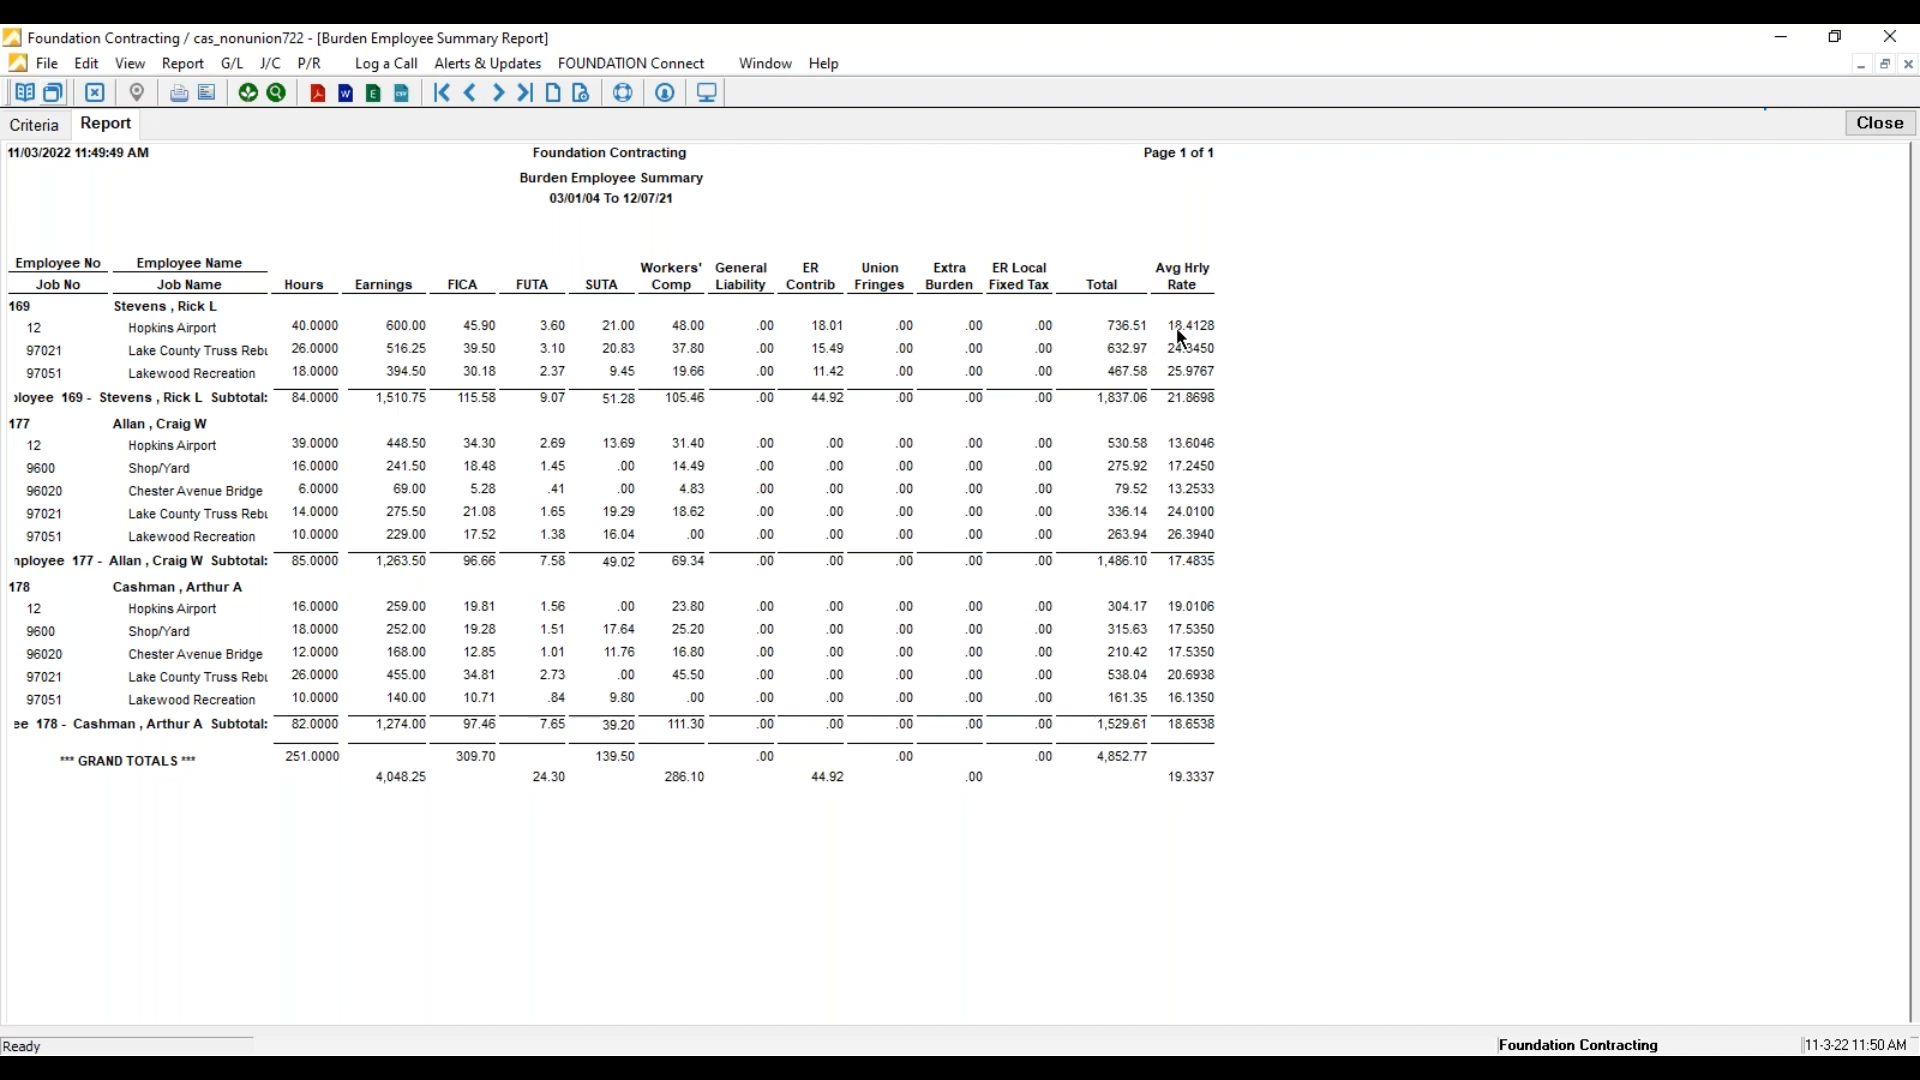 Foundation Contracting / cas_nonunion722 - [Burden Employee Summary Report]
File Edit View Report G/L J/C P/R Log a Call Alerts & Updates FOUNDATION Connect Window Help
Criteria Report Close
11/03/2022 11:49:49 AM Foundation Contracting Page 1 of 1
Burden Employee Summary
03/01/04 To 12/07/21
Employee No Employee Name Workers' General ER Union Extra ER Local Avg Hrly
Job No Job Name Hours Earnings FICA FUTA SUTA Comp Liability Contrib Fringes Burden Fixed Tax Total Rate
169 Stevens , Rick L
12 Hopkins Airport 40.0000 600.00 45.90 3.60 21.00 48.00 .00 18.01 .00 .00 .00 736.51 18.4128
97021 Lake County Truss Rebu 26.0000 516.25 39.50 3.10 20.83 37.80 .00 15.49 .00 .00 .00 632.97 24.3450
97051 Lakewood Recreation 18.0000 394.50 30.18 2.37 9.45 19.66 .00 11.42 .00 .00 .00 467.58 25.9767
loyee 169 - Stevens , Rick L Subtotal: 84.0000 1,510.75 115.58 9.07 51.28 105.46 .00 44.92 .00 .00 .00 1,837.06 21.8698
177 Allan , Craig W
12 Hopkins Airport 39.0000 448.50 34.30 2.69 13.69 31.40 .00 .00 .00 .00 .00 530.58 13.6046
9600 Shop/Yard 16.0000 241.50 18.48 1.45 .00 14.49 .00 .00 .00 .00 .00 275.92 17.2450
96020 Chester Avenue Bridge 6.0000 69.00 5.28 .41 .00 4.83 .00 .00 .00 .00 .00 79.52 13.2533
97021 Lake County Truss Rebu 14.0000 275.50 21.08 1.65 19.29 18.62 .00 .00 .00 .00 .00 336.14 24.0100
97051 Lakewood Recreation 10.0000 229.00 17.52 1.38 16.04 .00 .00 .00 .00 .00 .00 263.94 26.3940
mployee 177 - Allan , Craig W Subtotal: 85.0000 1,263.50 96.66 7.58 49.02 69.34 .00 .00 .00 .00 .00 1,486.10 17.4835
178 Cashman , Arthur A
12 Hopkins Airport 16.0000 259.00 19.81 1.56 .00 23.80 .00 .00 .00 .00 .00 304.17 19.0106
9600 Shop/Yard 18.0000 252.00 19.28 1.51 17.64 25.20 .00 .00 .00 .00 .00 315.63 17.5350
96020 Chester Avenue Bridge 12.0000 168.00 12.85 1.01 11.76 16.80 .00 .00 .00 .00 .00 210.42 17.5350
97021 Lake County Truss Rebu 26.0000 455.00 34.81 2.73 .00 45.50 .00 .00 .00 .00 .00 538.04 20.6938
97051 Lakewood Recreation 10.0000 140.00 10.71 .84 9.80 .00 .00 .00 .00 .00 .00 161.35 16.1350
ee 178 - Cashman , Arthur A Subtotal: 82.0000 1,274.00 97.46 7.65 39.20 111.30 .00 .00 .00 .00 .00 1,529.61 18.6538
*** GRAND TOTALS *** 251.0000 309.70 139.50 .00 .00 .00 4,852.77
4,048.25 24.30 286.10 44.92 .00 19.3337
Ready Foundation Contracting 11-3-22 11:50 AM